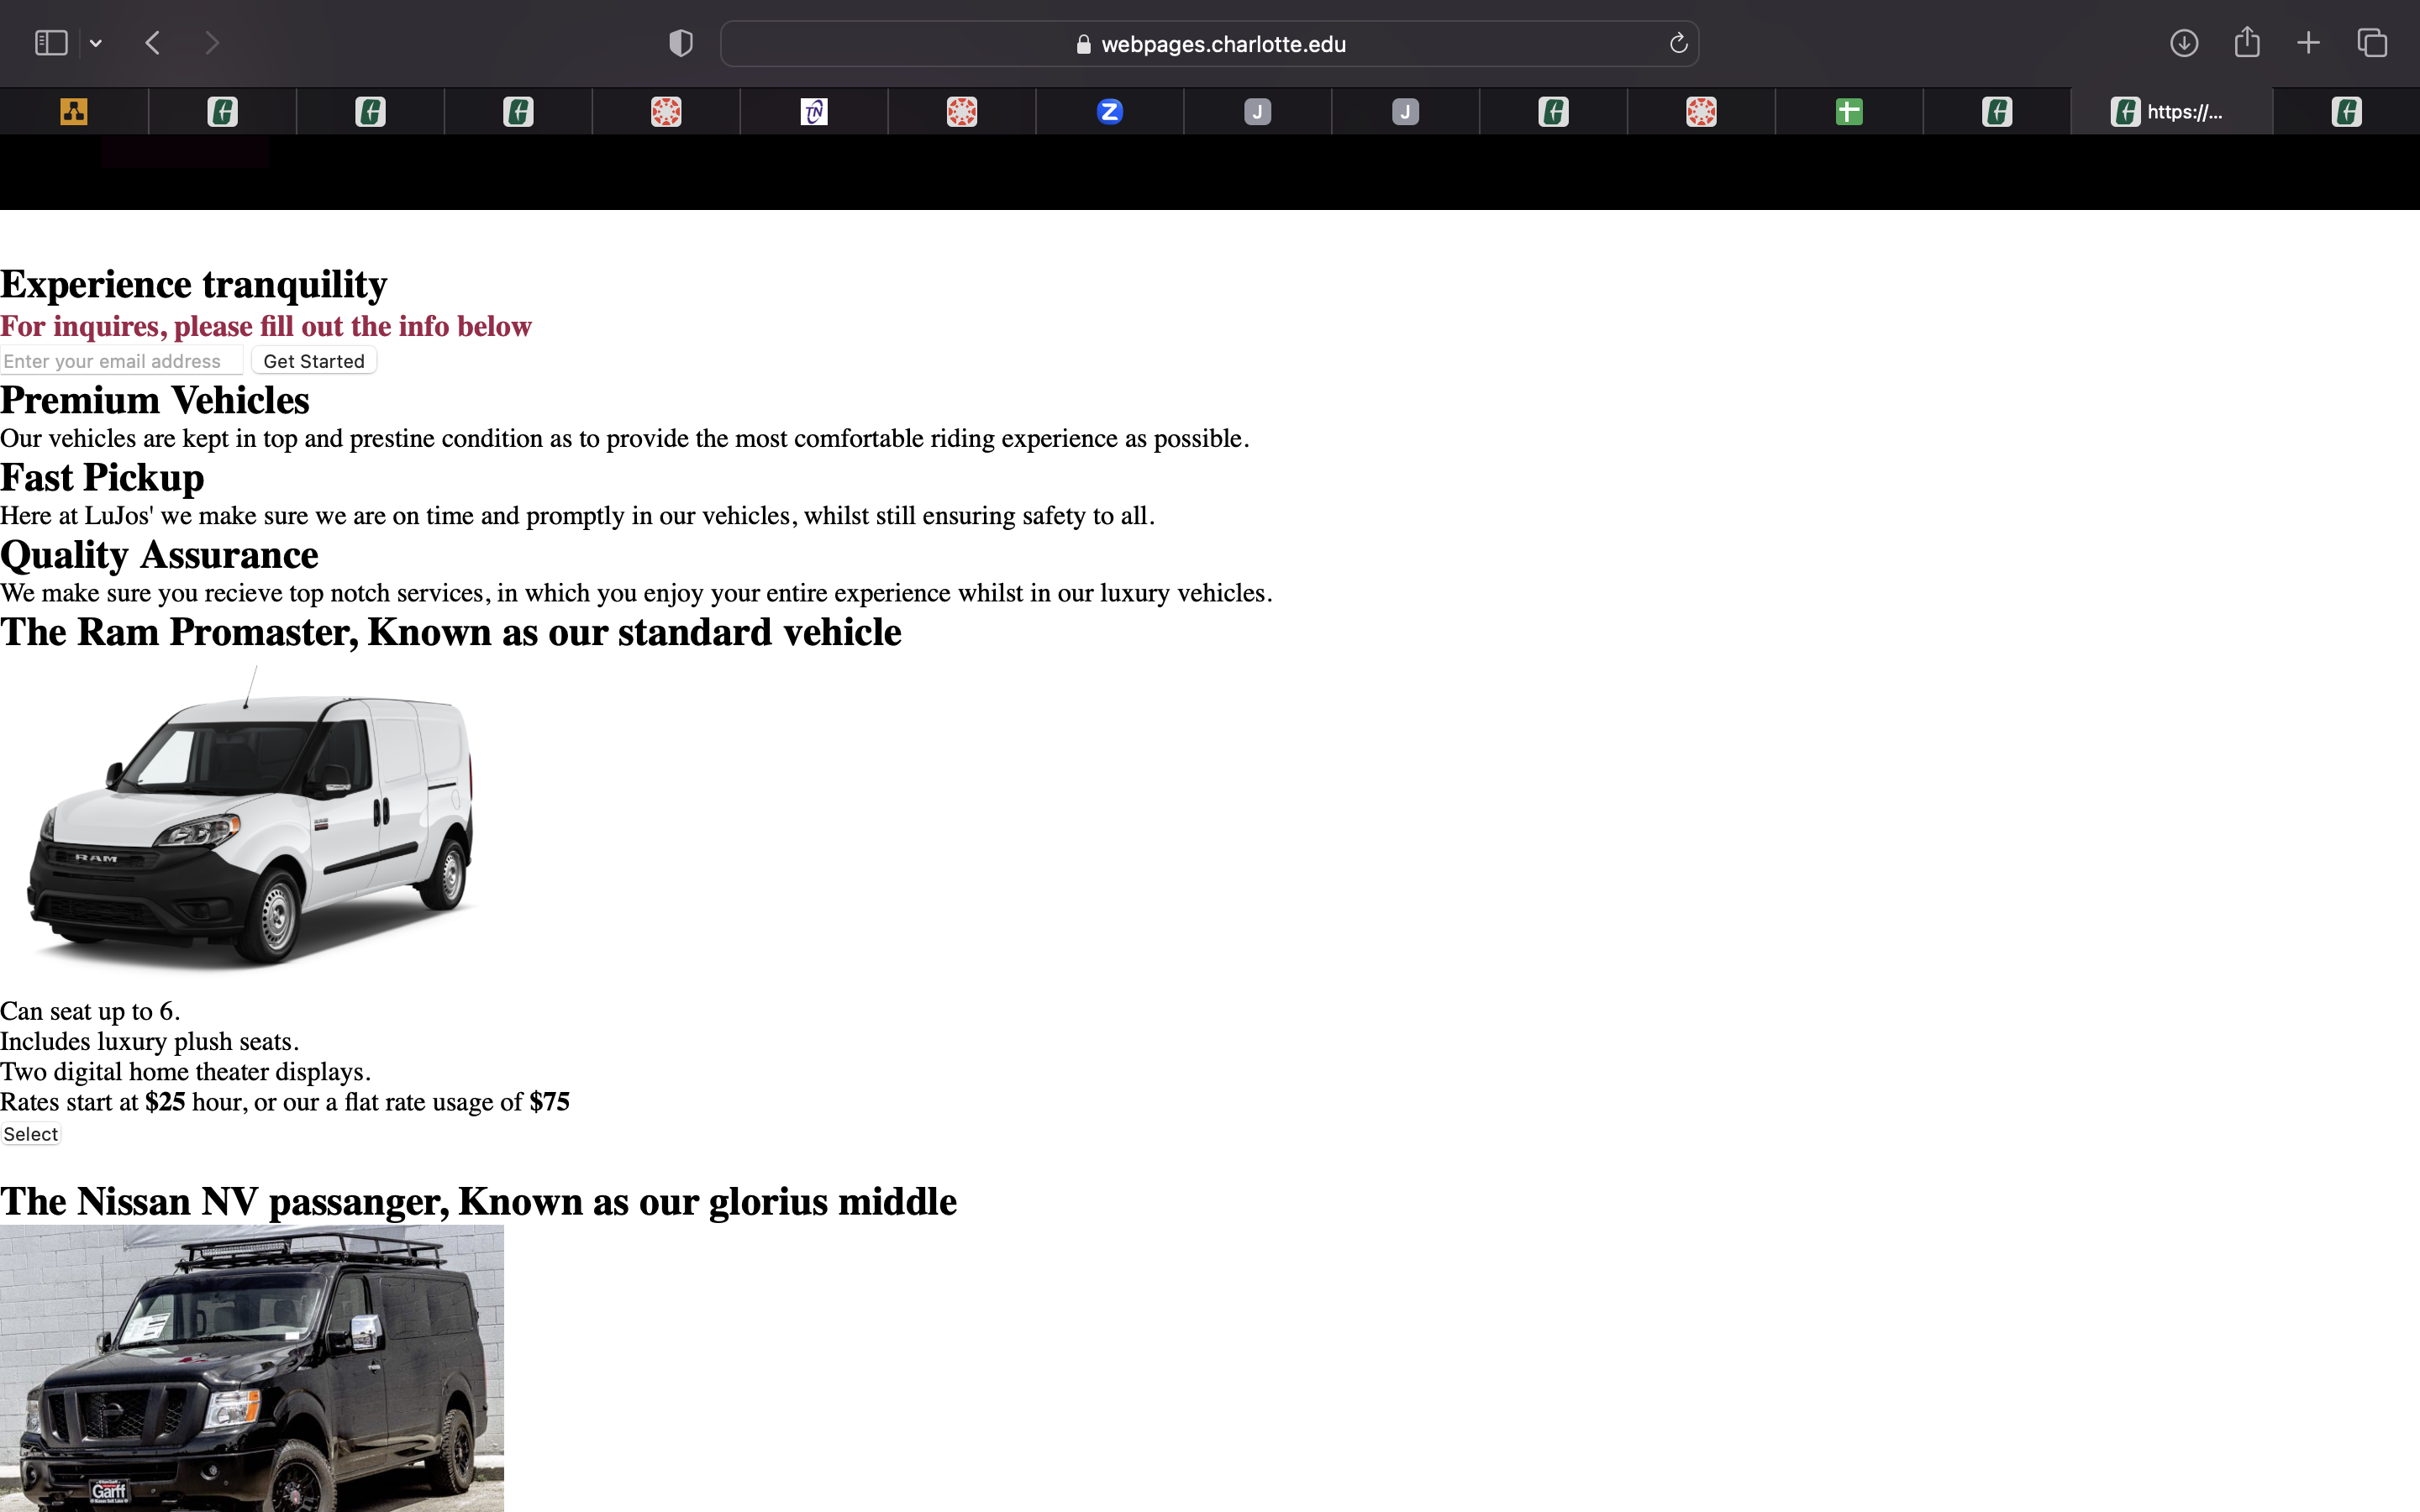 webpages.charlotte.edu
TN
Z
J
J
https://...
Experience tranquility
For inquires, please fill out the info below
Enter your email address Get Started
Premium Vehicles
Our vehicles are kept in top and prestine condition as to provide the most comfortable riding experience as possible.
Fast Pickup
Here at LuJos' we make sure we are on time and promptly in our vehicles, whilst still ensuring safety to all.
Quality Assurance
We make sure you recieve top notch services, in which you enjoy your entire experience whilst in our luxury vehicles.
The Ram Promaster, Known as our standard vehicle
RAM
Can seat up to 6.
Includes luxury plush seats.
Two digital home theater displays.
Rates start at $25 hour, or our a flat rate usage of $75
Select
The Nissan NV passanger, Known as our glorius middle
Garff